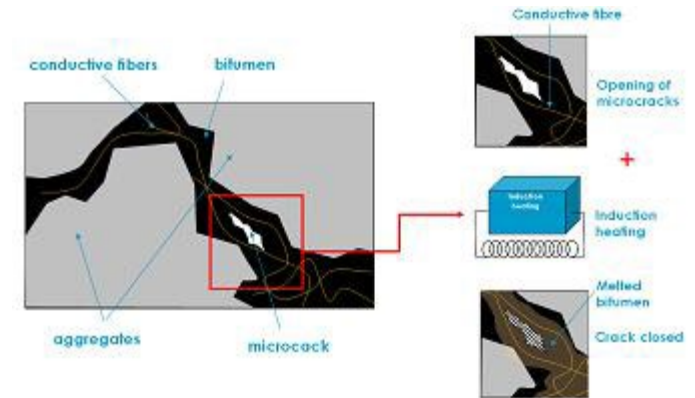 Conductive fibre
conductive fibers
bitumen
Opening of
microcracks
+
Induction
heating
Induction
heating
Melted
bitumen
Crack closed
aggregates
microcack